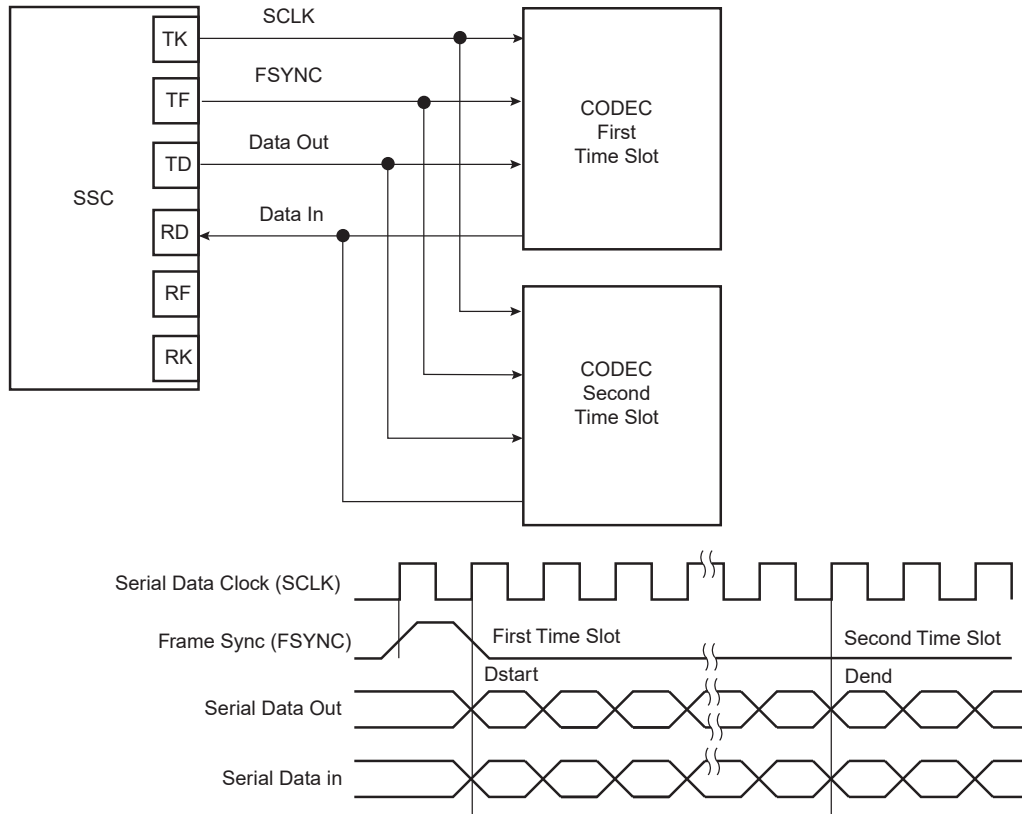 SSC
TK
TF
TD
RD
RF
RK
SCLK
FSYNC
Data Out
Data In
CODEC
First
Time Slot
CODEC
Second
Time Slot
Serial Data Clock (SCLK)
Frame Sync (FSYNC)
First Time Slot
Second Time Slot
Dstart
Dend
Serial Data Out
Serial Data in